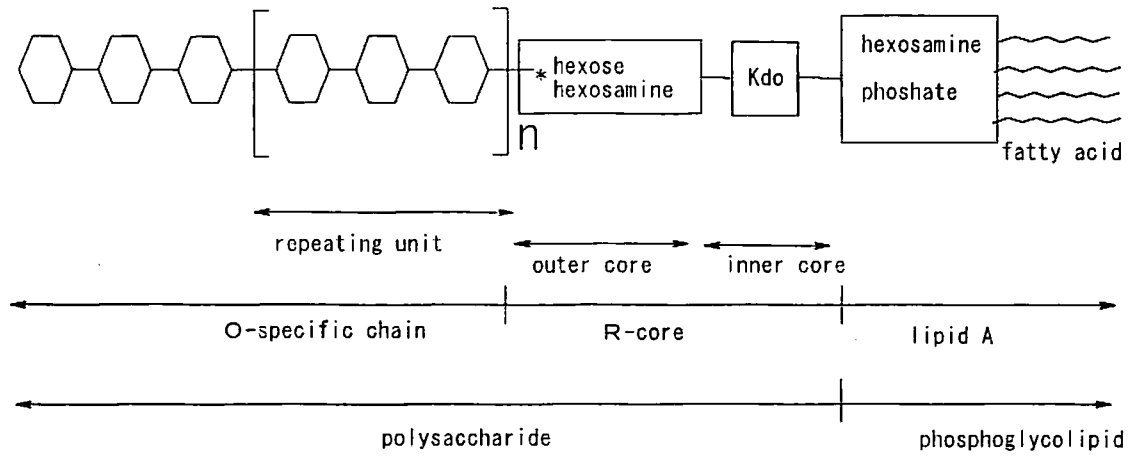 * hexose
hexosamine
n
Kdo
hexosamine
phoshate
fatty acid
repeating unit
outer core
inner core
O-specific chain
R-core
lipid A
polysaccharide
phosphoglycolipid